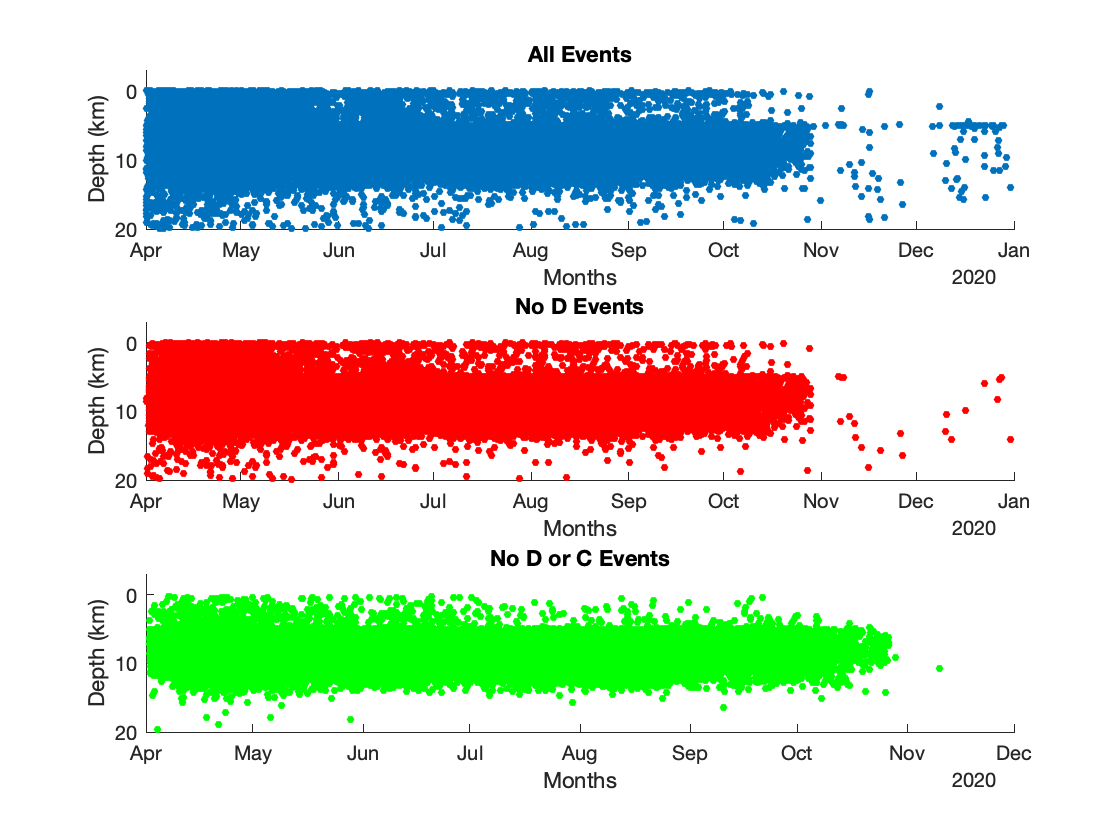 All Events
Depth (km)
0
10
20
Apr May Jun Jul Aug Sep Oct Nov Dec Jan
Months
2020
No D Events
Depth (km)
0
10
20
Apr May Jun Jul Aug Sep Oct Nov Dec Jan
Months
2020
No D or C Events
Depth (km)
0
10
20
Apr May Jun Jul Aug Sep Oct Nov Dec
Months
2020